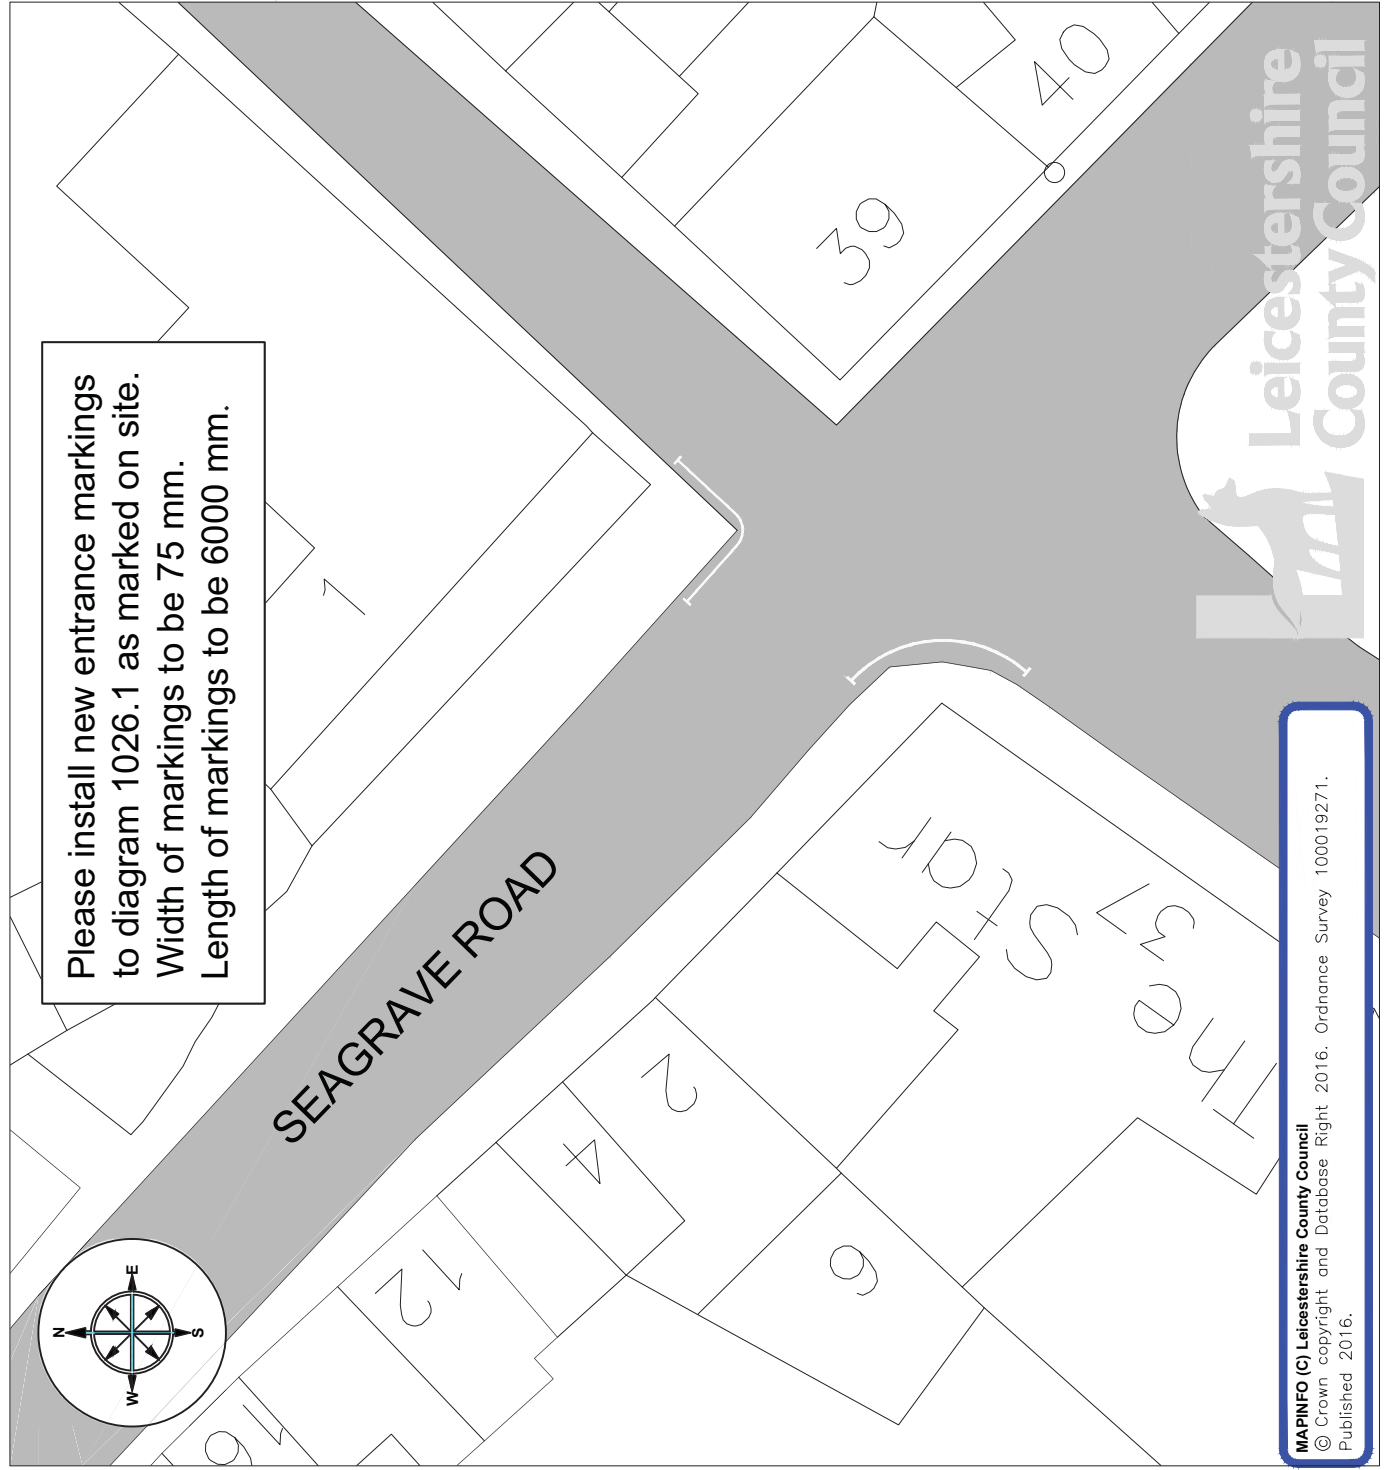 Please install new entrance markings
to diagram 1026.1 as marked on site.
Width of markings to be 75 mm.
Length of markings to be 6000 mm.
SEAGRAVE ROAD
N
E
S
W
1
39
40
The Star
37
2
4
6
12
16
Leicestershire
County Council
MAPINFO (C) Leicestershire County Council
© Crown copyright and Database Right 2016. Ordnance Survey 100019271.
Published 2016.